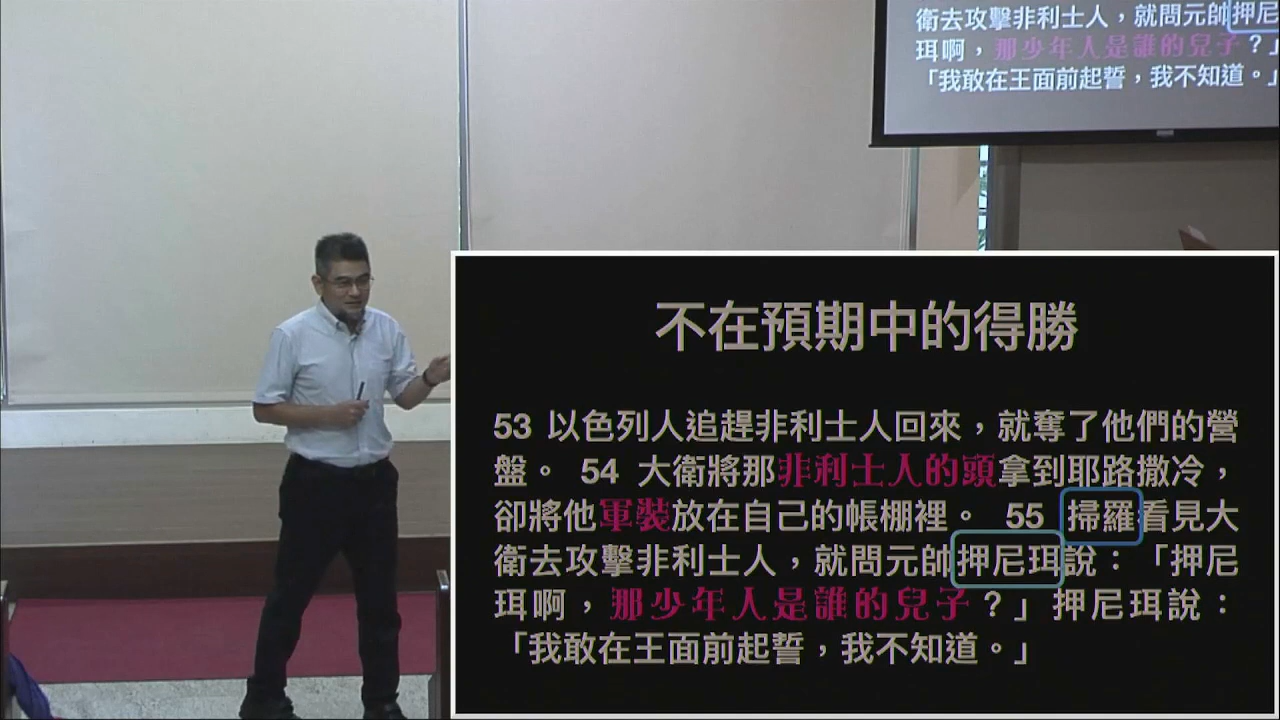 衛去攻擊非利士人，就問元帥押尼
珥啊，那少年人是誰的兒子？」
「我敢在王面前起誓，我不知道。」
不在預期中的得勝
53 以色列人追趕非利士人回來，就奪了他們的營
盤。 54 大衛將那非利士人的頭拿到耶路撒冷，
卻將他軍裝放在自己的帳棚裡。 55 掃羅看見大
衛去攻擊非利士人，就問元帥押尼珥說：「押尼
珥啊，那少年人是誰的兒子？」押尼珥說：
「我敢在王面前起誓，我不知道。」